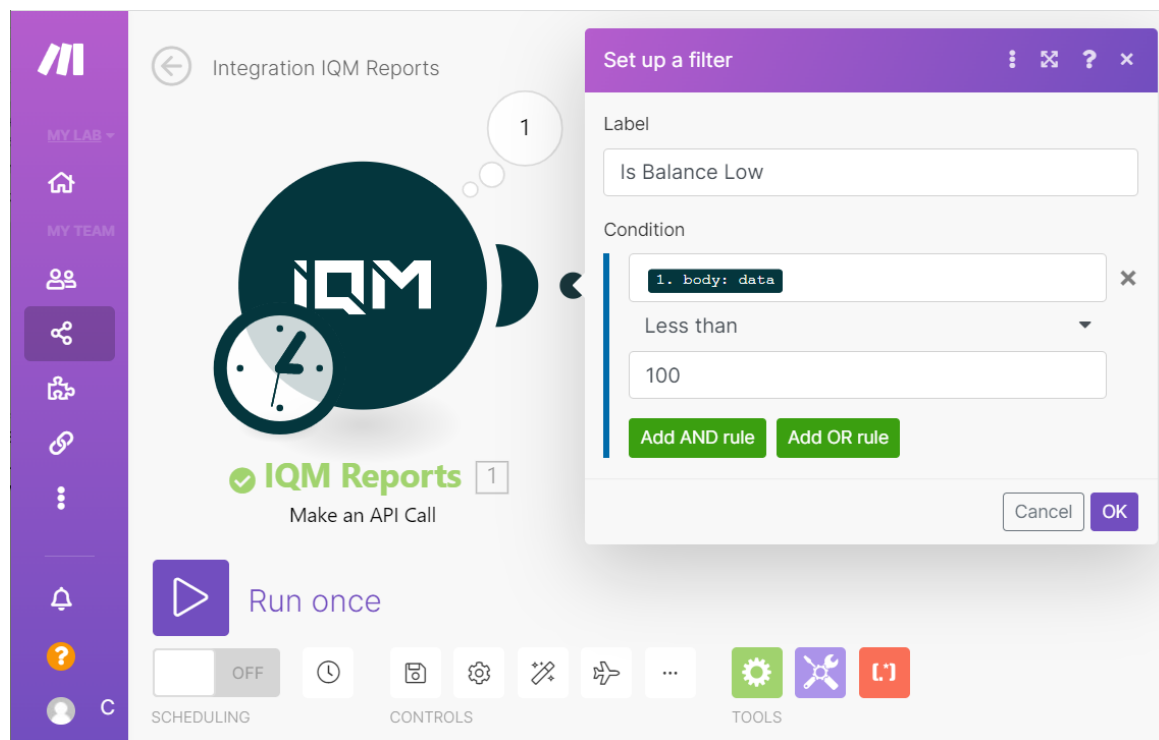 Integration IQM Reports
MY LAB
MY TEAM
1
iQM
IQM Reports 1
Make an API Call
Run once
OFF
SCHEDULING
CONTROLS
TOOLS
C
Set up a filter
Label
Is Balance Low
Condition
1. body: data
Less than
100
Add AND rule Add OR rule
Cancel OK